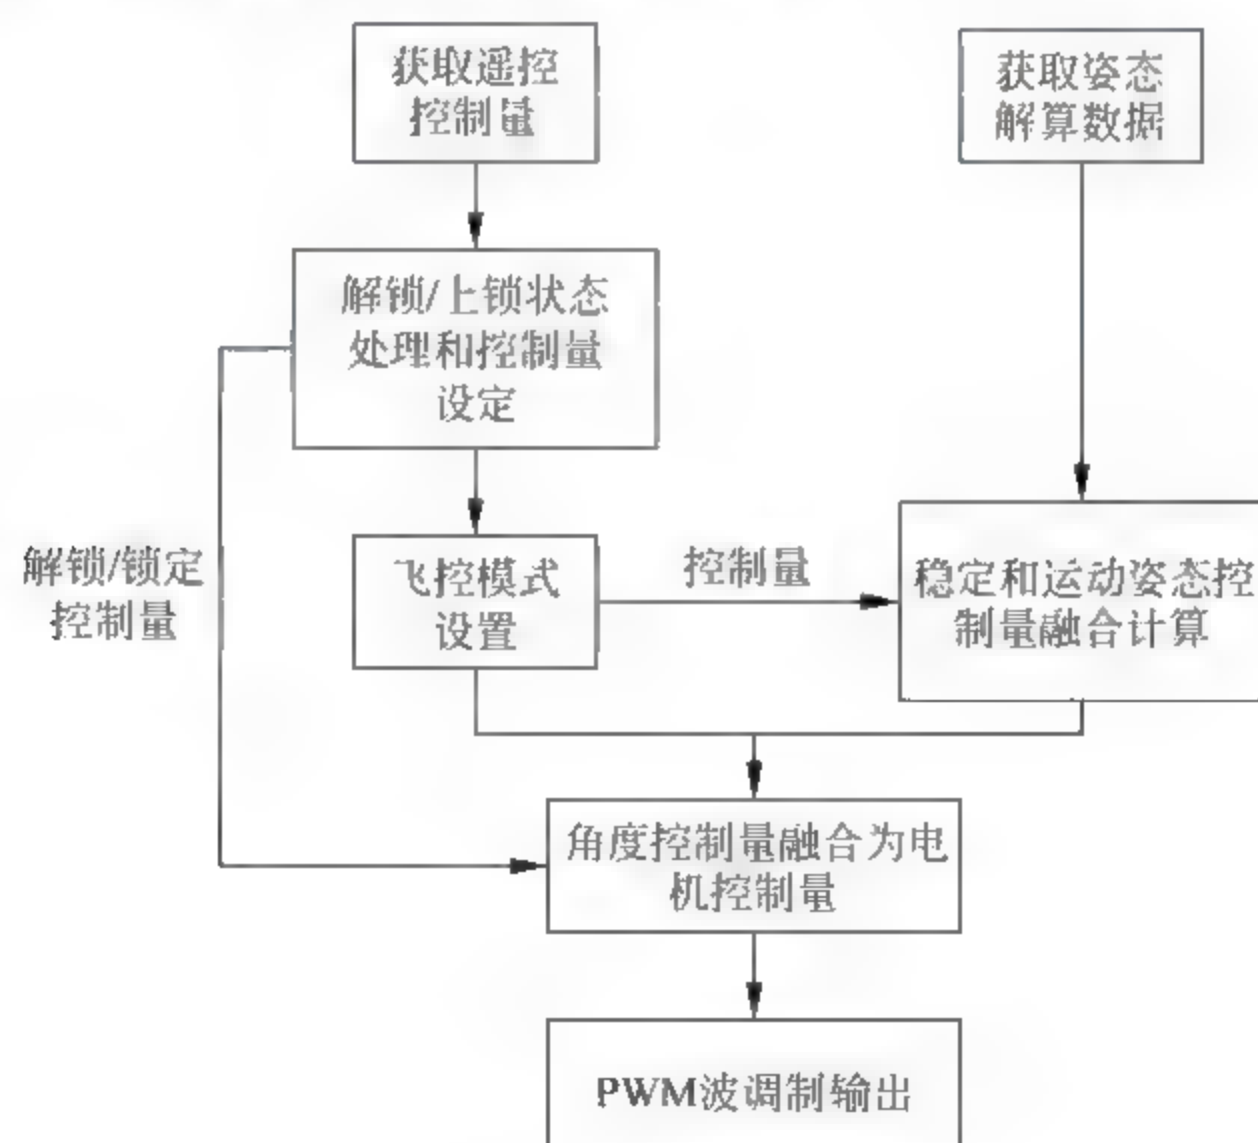 获取遥控
控制量
获取姿态
解算数据
解锁/上锁状态
处理和控制量
设定
解锁/锁定
控制量
飞控模式
设置
控制量
稳定和运动姿态控
制量融合计算
角度控制量融合为电
机控制量
PWM波调制输出